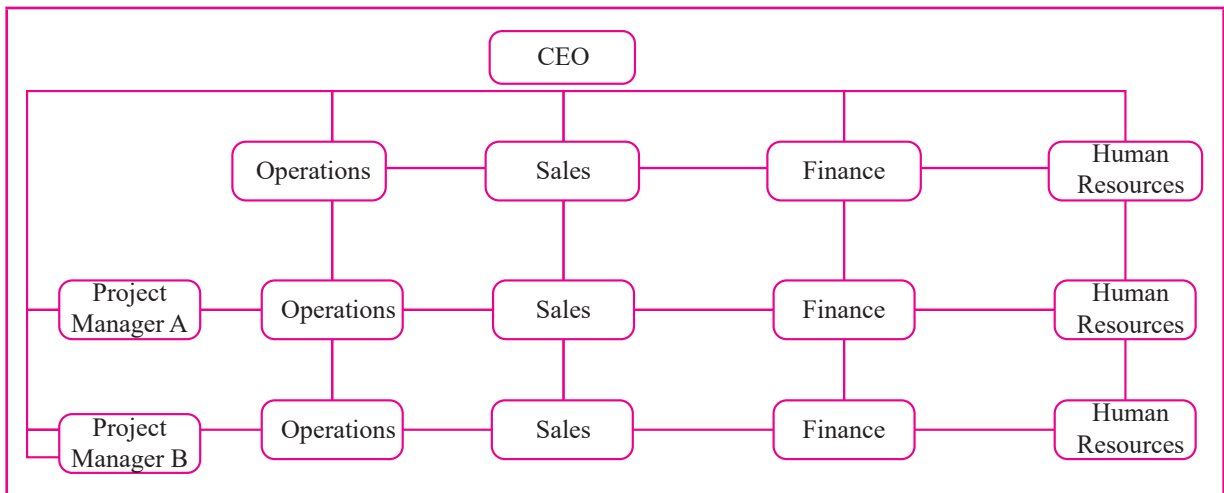 CEO
Operations
Sales
Finance
Human
Resources
Project
Manager A
Operations
Sales
Finance
Human
Resources
Project
Manager B
Operations
Sales
Finance
Human
Resources